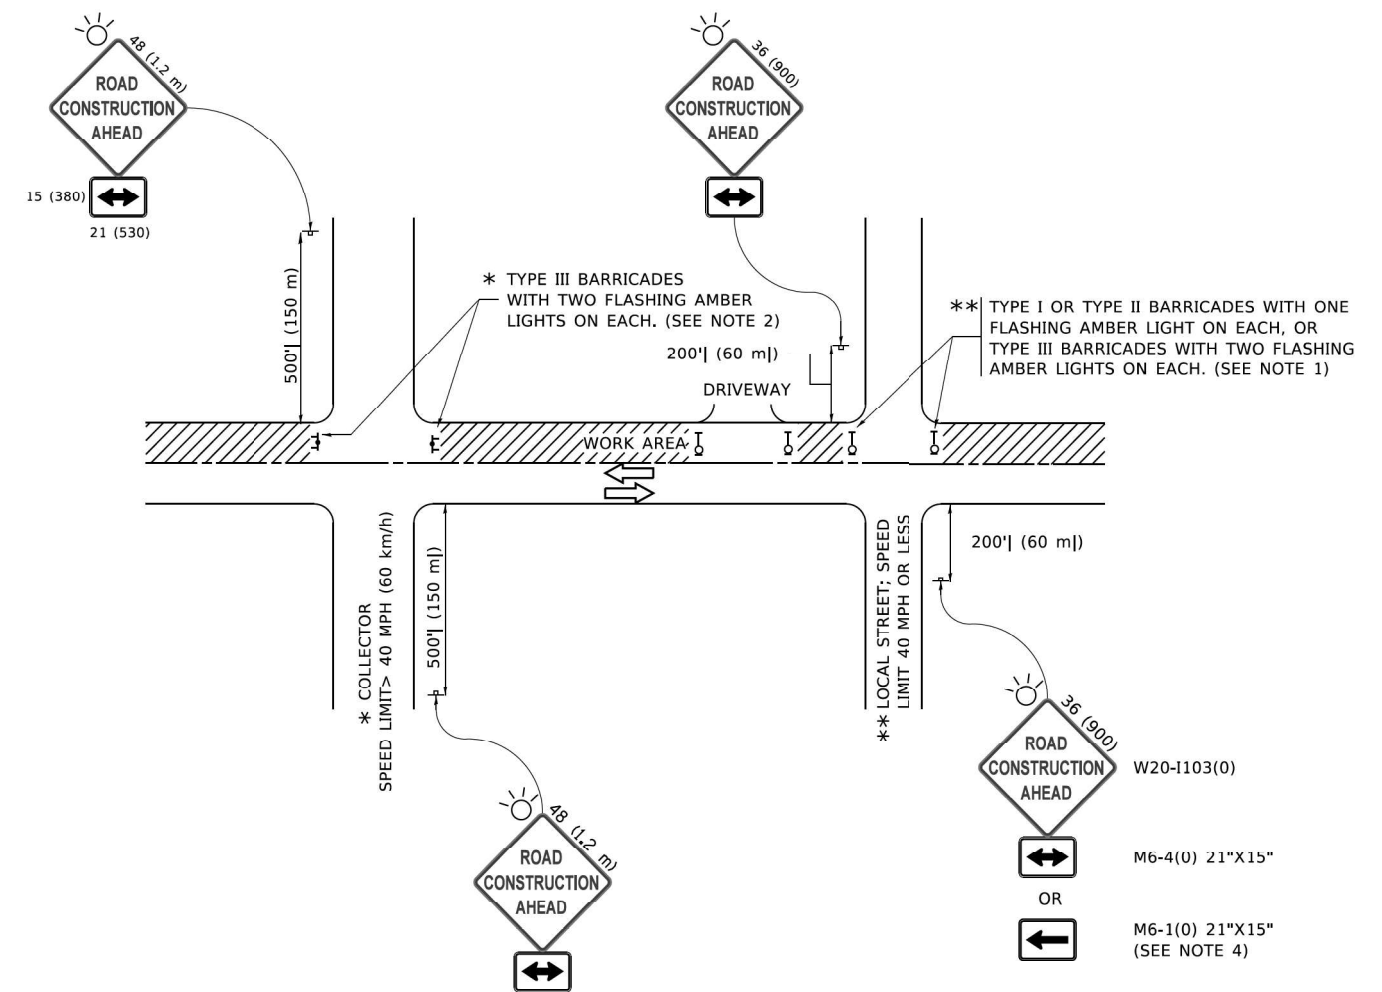 48 (1.2 m)
ROAD
CONSTRUCTION
AHEAD
15 (380)
21 (530)
36 (900)
ROAD
CONSTRUCTION
AHEAD
500'| (150 m)
* TYPE III BARRICADES
WITH TWO FLASHING AMBER
LIGHTS ON EACH. (SEE NOTE 2)
200'| (60 m|)
DRIVEWAY
** TYPE I OR TYPE II BARRICADES WITH ONE
FLASHING AMBER LIGHT ON EACH, OR
TYPE III BARRICADES WITH TWO FLASHING
AMBER LIGHTS ON EACH. (SEE NOTE 1)
WORK AREA
* COLLECTOR
SPEED LIMIT> 40 MPH (60 km/h)
500'| (150 m|)
** LOCAL STREET; SPEED
LIMIT 40 MPH OR LESS
200'| (60 m|)
48 (1.2 m)
ROAD
CONSTRUCTION
AHEAD
36 (900)
ROAD
CONSTRUCTION
AHEAD
W20-I103(0)
M6-4(0) 21"X15"
OR
M6-1(0) 21"X15"
(SEE NOTE 4)